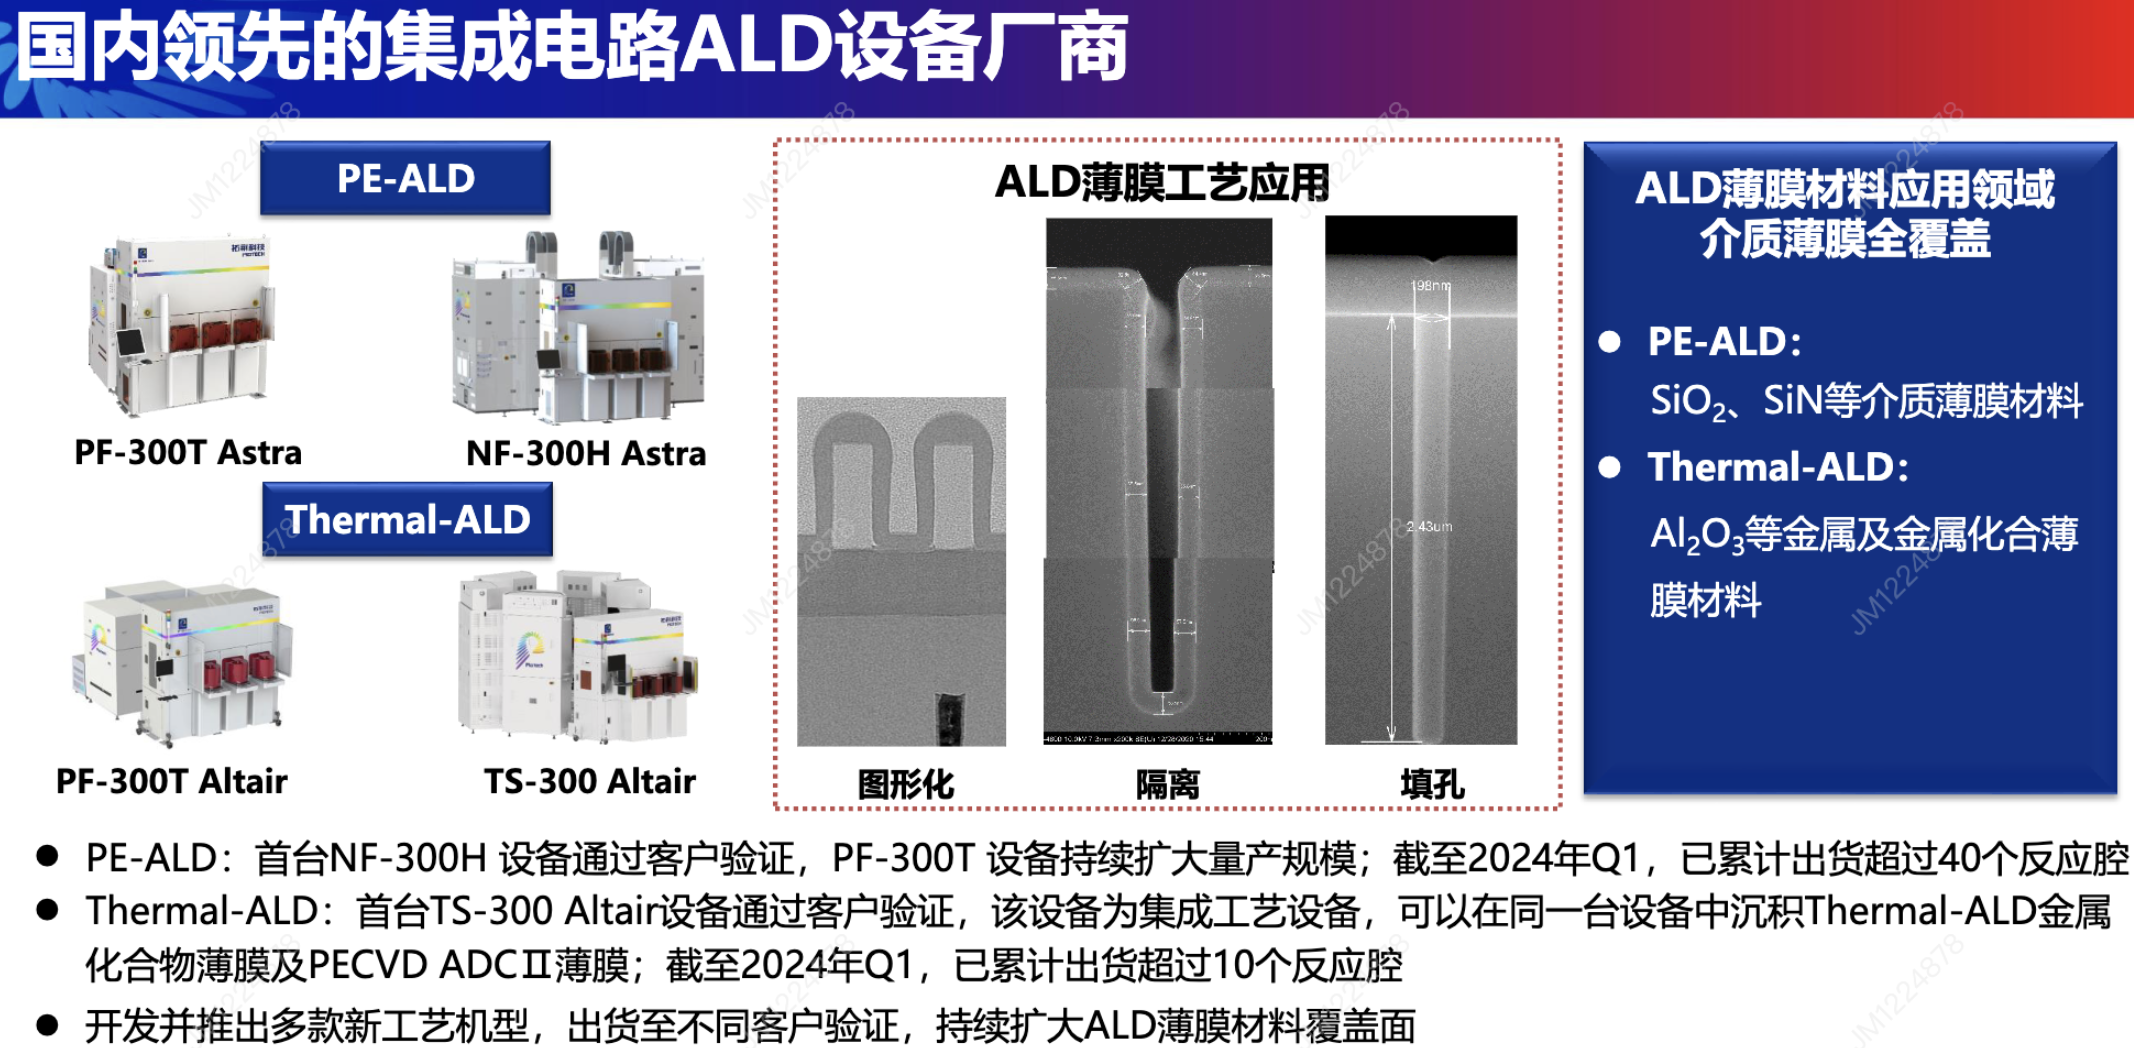 国内领先的集成电路ALD设备厂商
PE-ALD
PF-300T Astra
NF-300H Astra
Thermal-ALD
PF-300T Altair
TS-300 Altair
ALD薄膜工艺应用
198nm
2.43um
图形化
隔离
填孔
ALD薄膜材料应用领域
介质薄膜全覆盖
● PE-ALD：
SiO₂、SiN等介质薄膜材料
● Thermal-ALD：
Al₂O₃等金属及金属化合薄
膜材料
● PE-ALD：首台NF-300H 设备通过客户验证，PF-300T 设备持续扩大量产规模；截至2024年Q1，已累计出货超过40个反应腔
● Thermal-ALD：首台TS-300 Altair设备通过客户验证，该设备为集成工艺设备，可以在同一台设备中沉积Thermal-ALD金属
化合物薄膜及PECVD ADCⅡ薄膜；截至2024年Q1，已累计出货超过10个反应腔
● 开发并推出多款新工艺机型，出货至不同客户验证，持续扩大ALD薄膜材料覆盖面
JM1224878